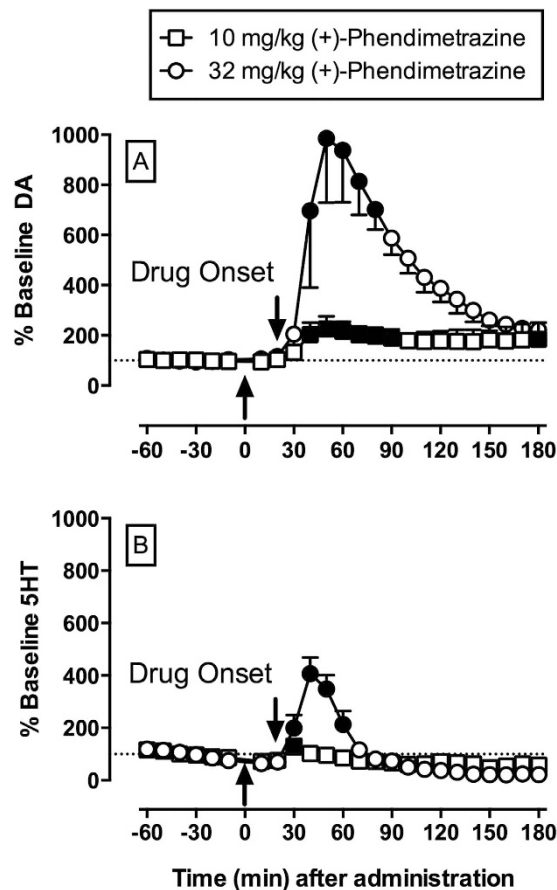 10 mg/kg (+)-Phendimetrazine
32 mg/kg (+)-Phendimetrazine
A
% Baseline DA
1000
800
600
400
200
0
Drug Onset
-60 -30 0 30 60 90 120 150 180
B
% Baseline 5HT
1000
800
600
400
200
0
Drug Onset
-60 -30 0 30 60 90 120 150 180
Time (min) after administration